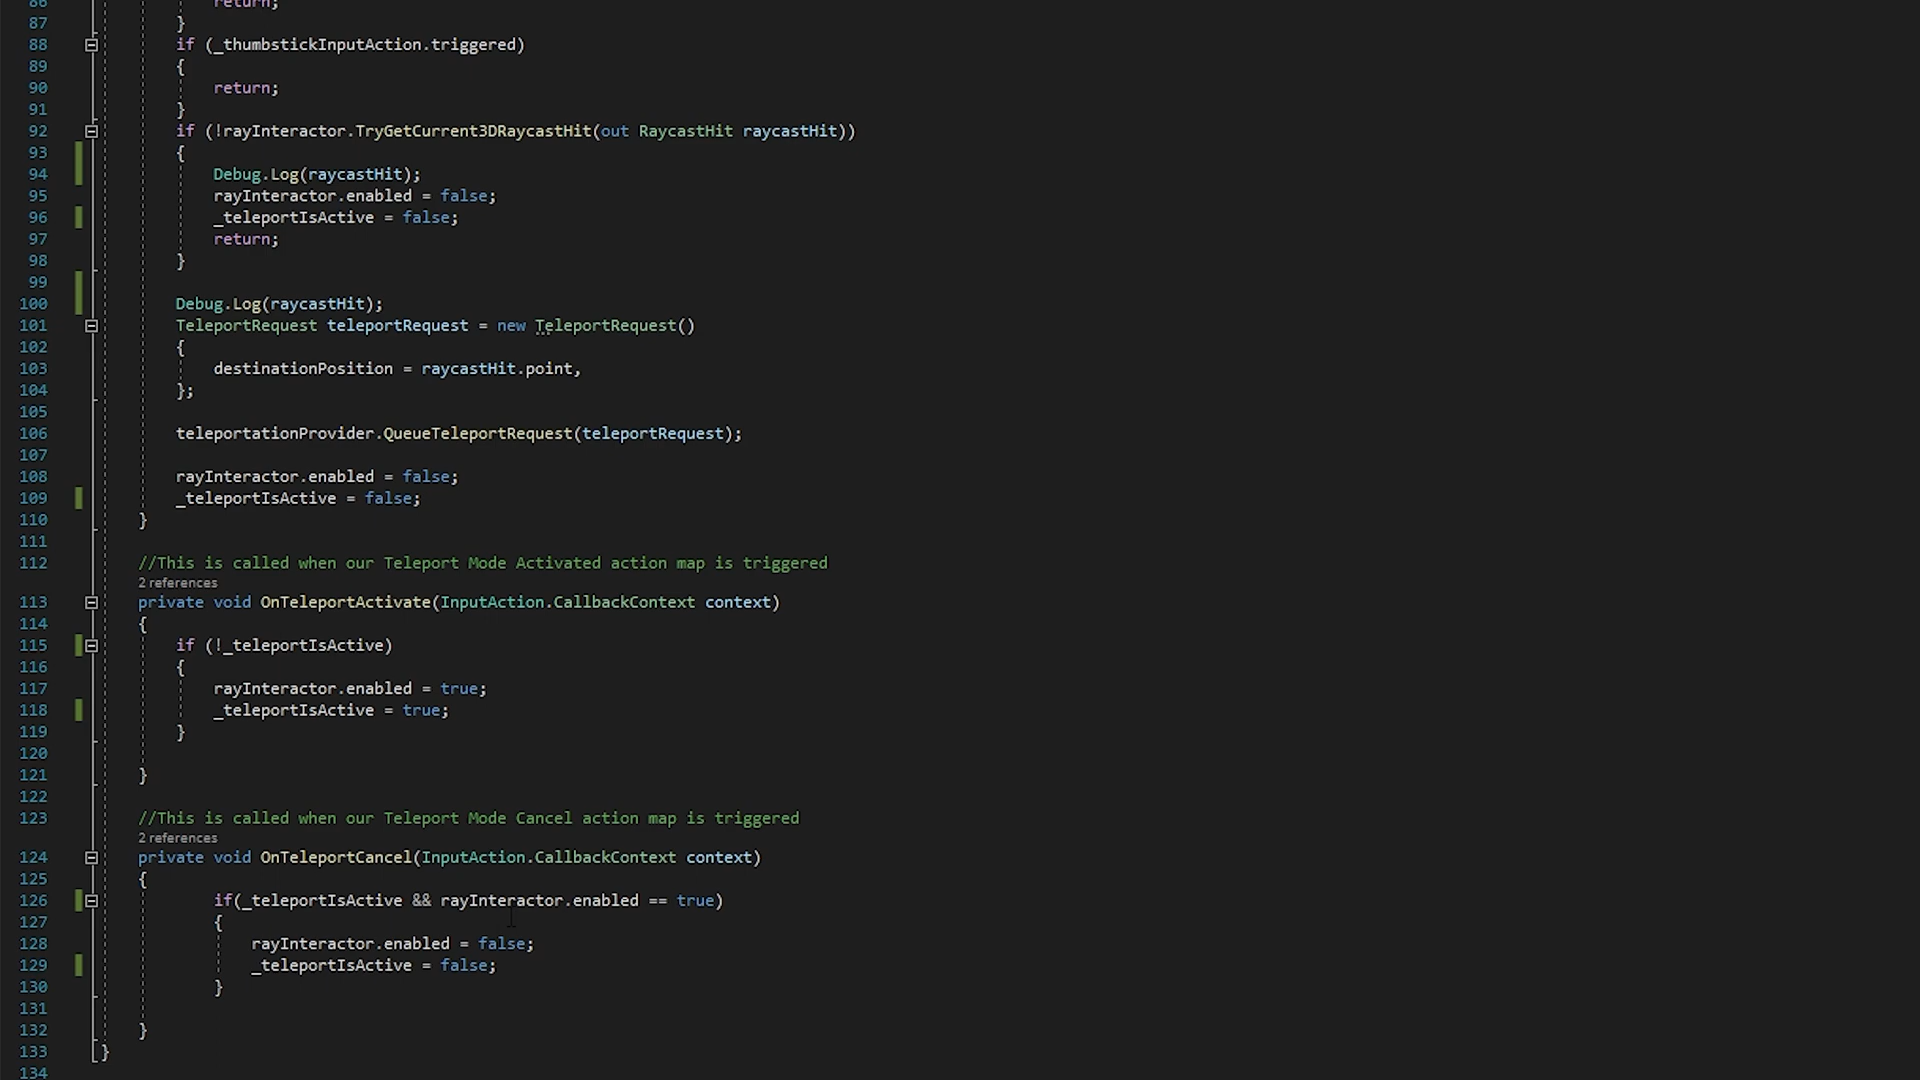 86 return;
87 }
88 if (_thumbstickInputAction.triggered)
89 {
90 return;
91 }
92 if (!rayInteractor.TryGetCurrent3DRaycastHit(out RaycastHit raycastHit))
93 {
94 Debug.Log(raycastHit);
95 rayInteractor.enabled = false;
96 _teleportIsActive = false;
97 return;
98 }
99
100 Debug.Log(raycastHit);
101 TeleportRequest teleportRequest = new TeleportRequest()
102 {
103 destinationPosition = raycastHit.point,
104 };
105
106 teleportationProvider.QueueTeleportRequest(teleportRequest);
107
108 rayInteractor.enabled = false;
109 _teleportIsActive = false;
110 }
111
112 //This is called when our Teleport Mode Activated action map is triggered
2 references
113 private void OnTeleportActivate(InputAction.CallbackContext context)
114 {
115 if (!_teleportIsActive)
116 {
117 rayInteractor.enabled = true;
118 _teleportIsActive = true;
119 }
120
121 }
122
123 //This is called when our Teleport Mode Cancel action map is triggered
2 references
124 private void OnTeleportCancel(InputAction.CallbackContext context)
125 {
126 if(_teleportIsActive && rayInteractor.enabled == true)
127 {
128 rayInteractor.enabled = false;
129 _teleportIsActive = false;
130 }
131
132 }
133 }
134